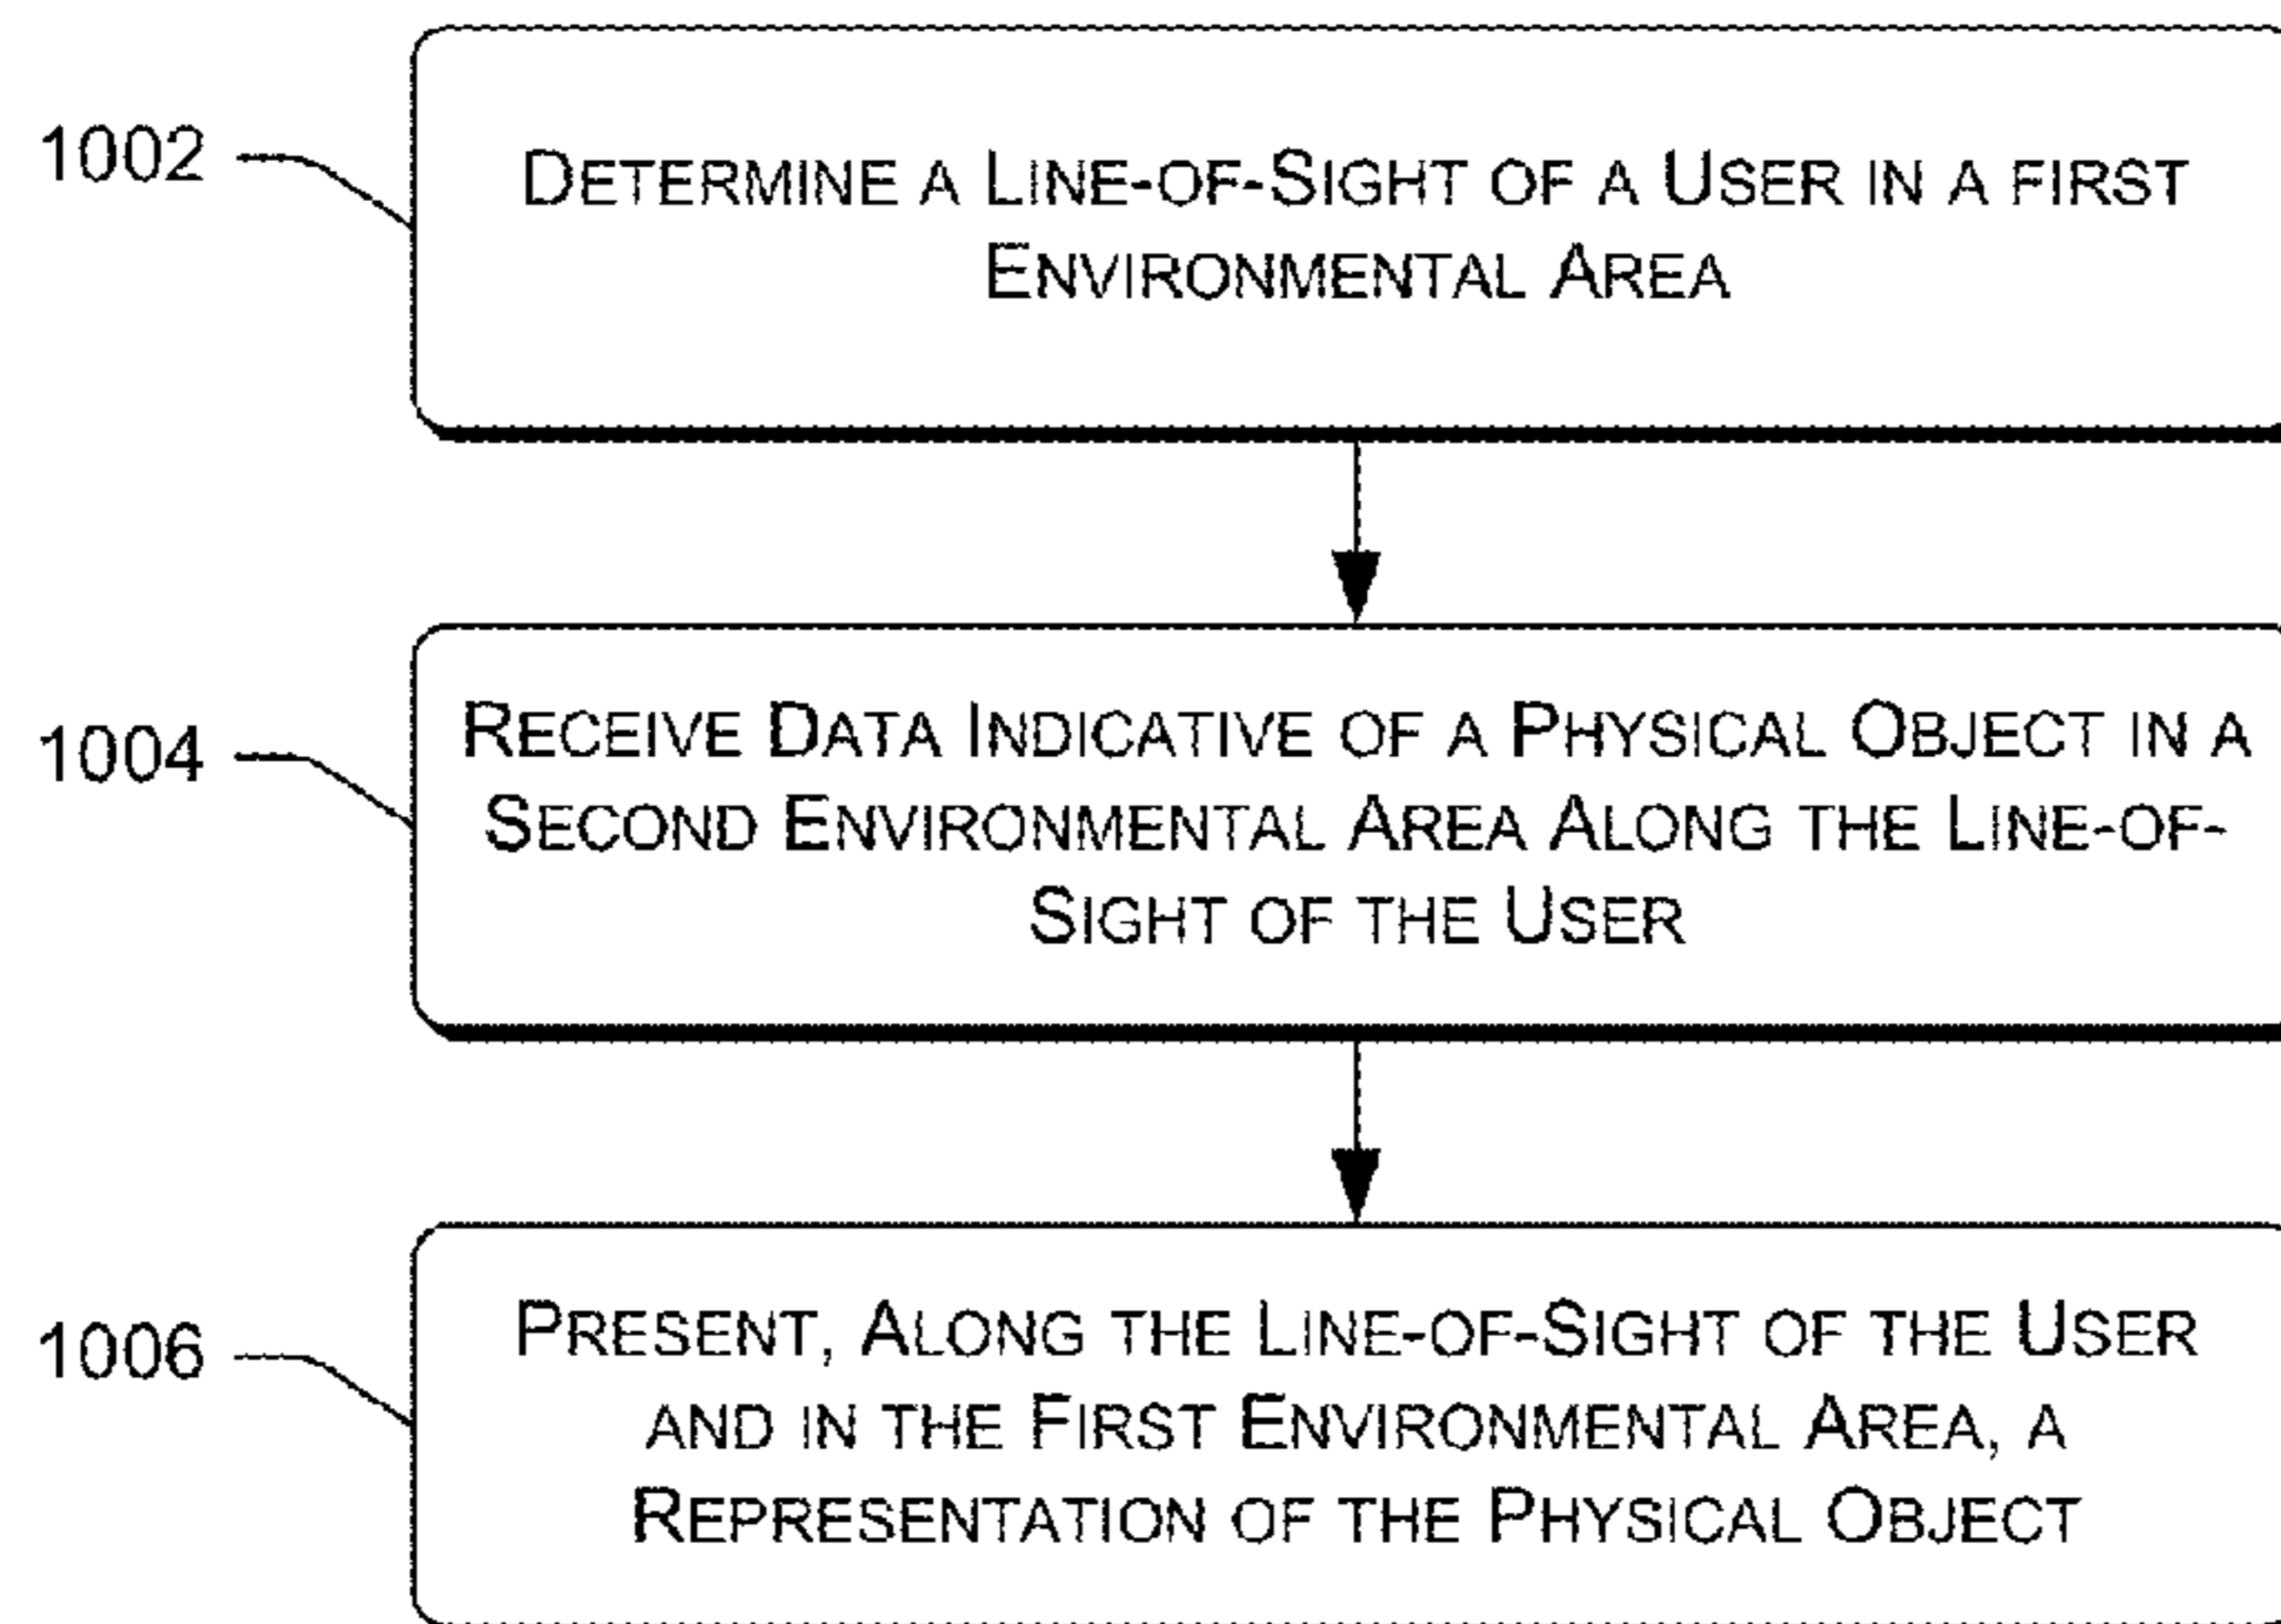 1002
DETERMINE A LINE-OF-SIGHT OF A USER IN A FIRST
ENVIRONMENTAL AREA
1004
RECEIVE DATA INDICATIVE OF A PHYSICAL OBJECT IN A
SECOND ENVIRONMENTAL AREA ALONG THE LINE-OF-
SIGHT OF THE USER
1006
PRESENT, ALONG THE LINE-OF-SIGHT OF THE USER
AND IN THE FIRST ENVIRONMENTAL AREA, A
REPRESENTATION OF THE PHYSICAL OBJECT